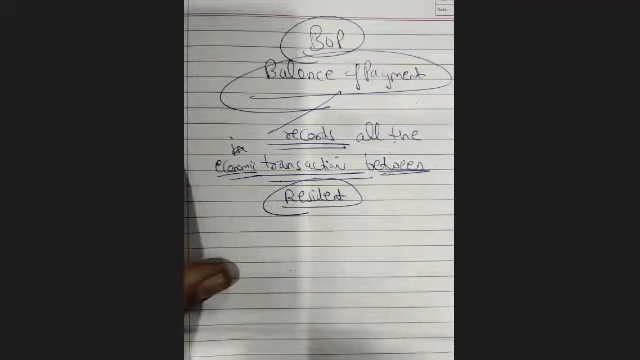 BOP
Balance of Payment
records all the
economic transaction between
Resident